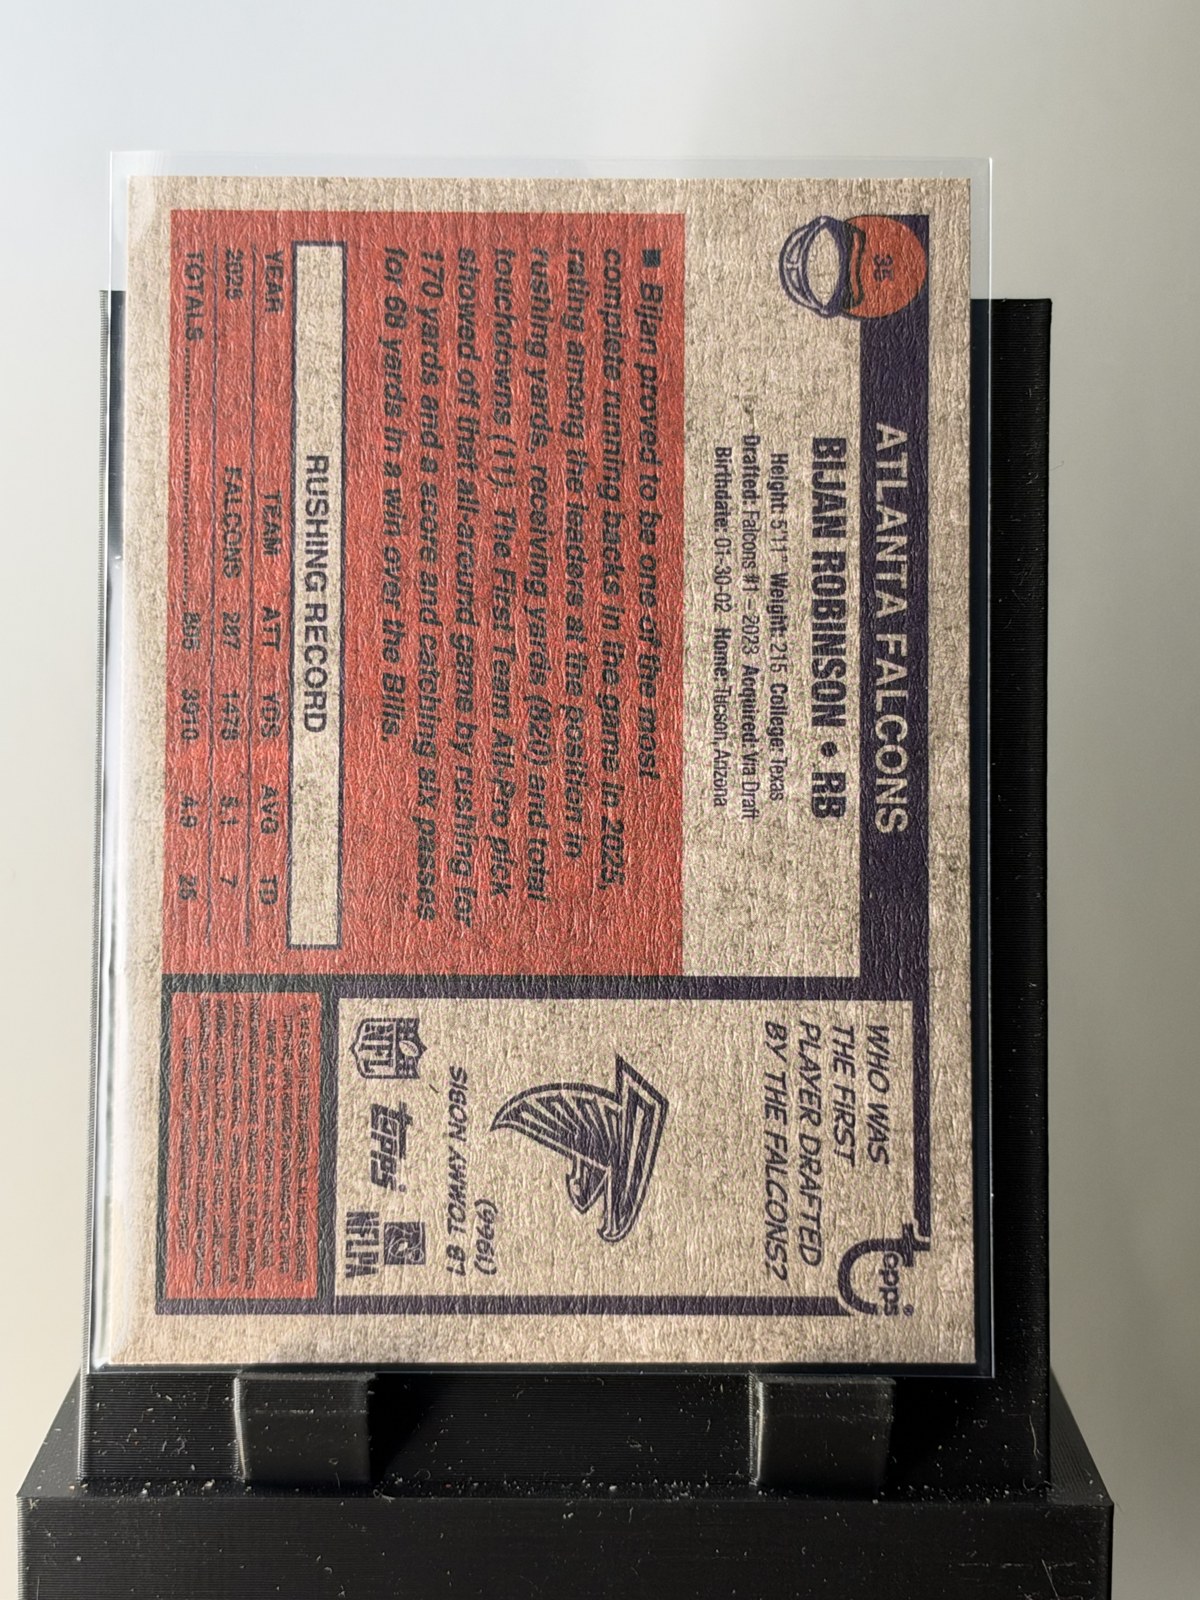 35
ATLANTA FALCONS
BIJAN ROBINSON • RB
Height: 5'11" Weight: 215 College: Texas
Drafted: Falcons #1 – 2023 Acquired: Via Draft
Birthdate: 01-30-02 Home: Tucson, Arizona
■ Bijan proved to be one of the most
complete running backs in the game in 2025,
rating among the leaders at the position in
rushing yards, receiving yards (820) and total
touchdowns (11). The First Team All-Pro pick
showed off that all-around game by rushing for
170 yards and a score and catching six passes
for 68 yards in a win over the Bills.
RUSHING RECORD
YEAR TEAM ATT YDS AVG TD
2025 FALCONS 287 1478 5.1 7
TOTALS 805 3910 4.9 25
topps®
WHO WAS
THE FIRST
PLAYER DRAFTED
BY THE FALCONS?
(1966)
87 TOMMY NOBIS
NFL topps® NFLPA